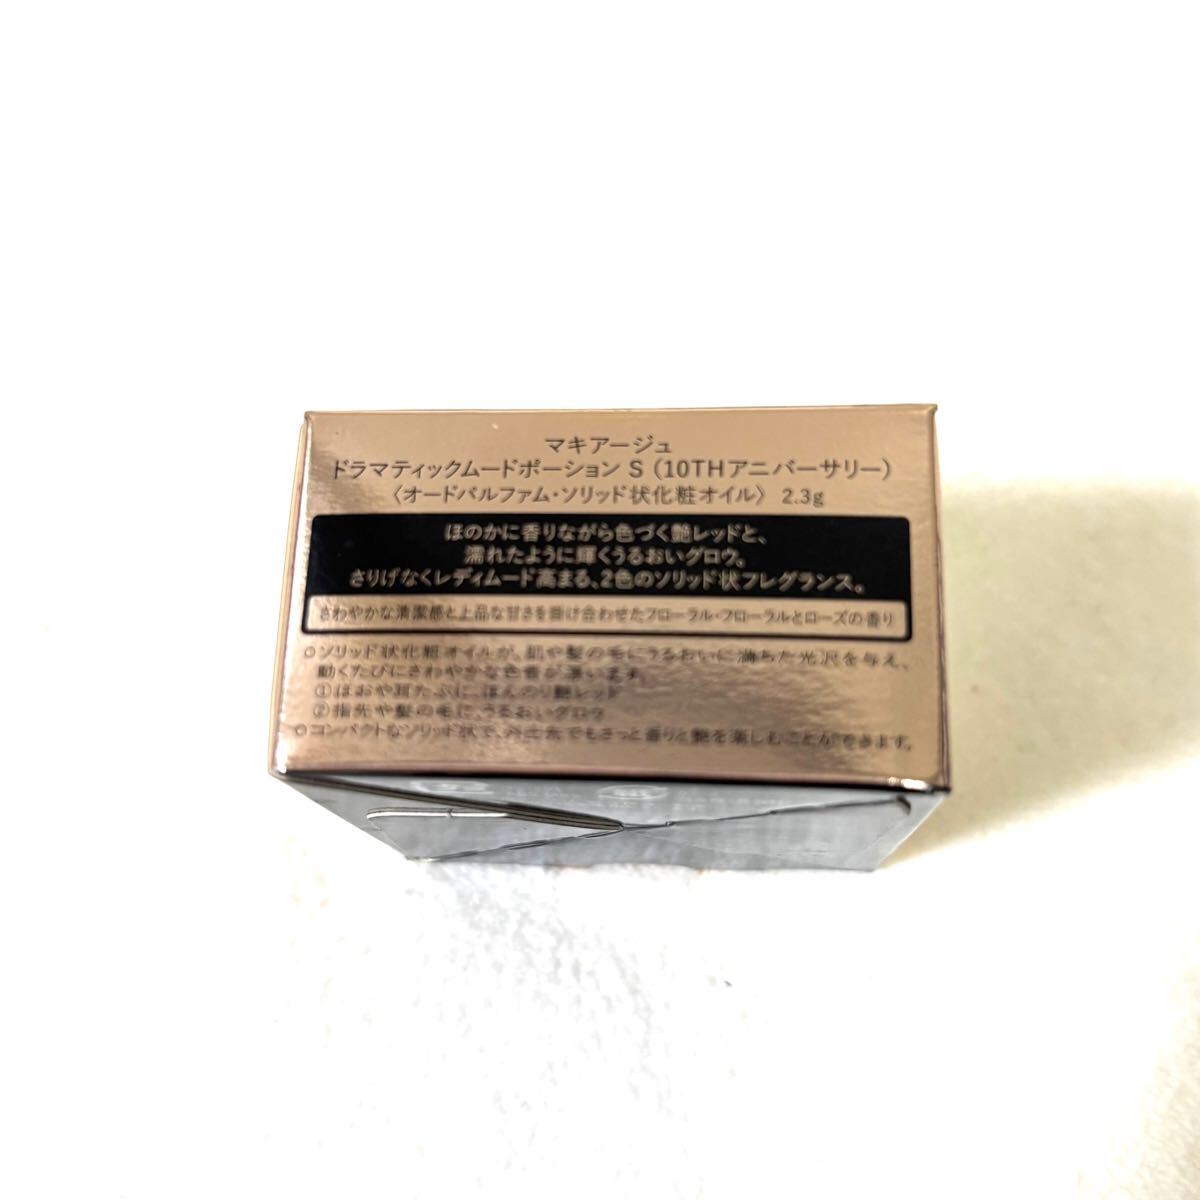 マキアージュ
ドラマティックムードポーション S（10THアニバーサリー）
〈オードパルファム・ソリッド状化粧オイル〉 2.3g
ほのかに香りながら色づく艶レッドと、
濡れたように輝くうるおいグロウ。
さりげなくレディムード高まる、2色のソリッド状フレグランス。
さわやかな清潔感と上品な甘さを掛け合わせたフローラル・フローラルとローズの香り
○ソリッド状化粧オイルが、肌や髪の毛にうるおいに満ちた光沢を与え、
動くたびにさわやかな色香が漂います。
①ほおや耳たぶに、ほんのり艶レッド
②指先や髪の毛に、うるおいグロウ
○コンパクトなソリッド状で、外出先でもさっと香りと艶を楽しむことができます。